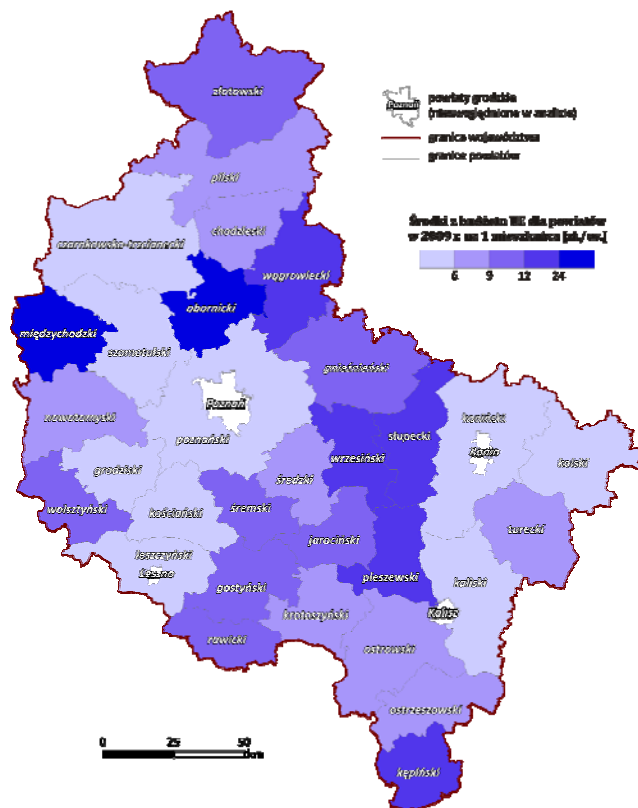 złotowski
Poznań
powiaty grodzkie
(nieuwzględnione w analizie)
granica województwa
granice powiatów
pilski
chodzieski
Środki z budżetu UE dla powiatów
w 2009 r. na 1 mieszkańca [zł./os.]
6 9 12 24
czarnkowsko-trzcianecki
wągrowiecki
obornicki
międzychodzki
szamotulski
gnieźnieński
nowotomyski
Poznań
poznański
słupecki
koniński
Konin
kolski
wrzesiński
grodziski
średzki
wolsztyński
kościański
śremski
turecki
jarociński
leszczyński
Leszno
gostyński
pleszewski
kaliski
Kalisz
krotoszyński
rawicki
ostrowski
ostrzeszowski
kępiński
0 25 50
km